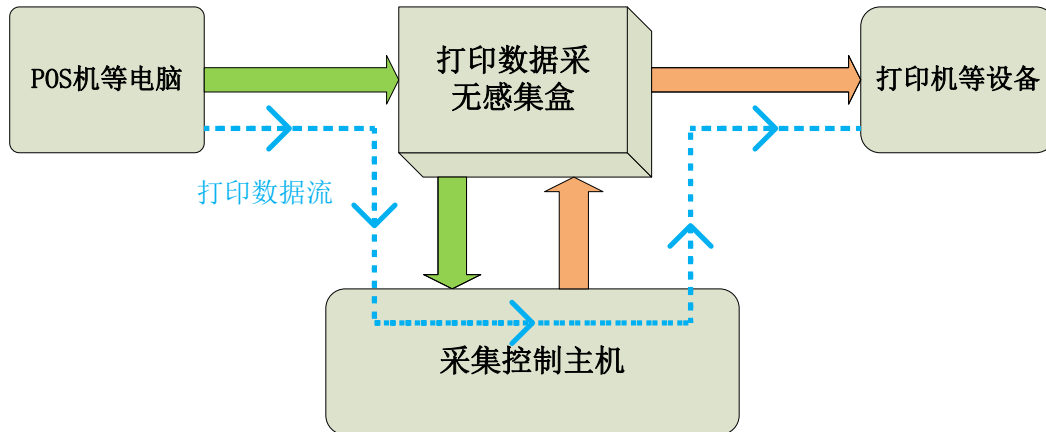 POS机等电脑
打印数据采
无感集盒
打印机等设备
打印数据流
采集控制主机